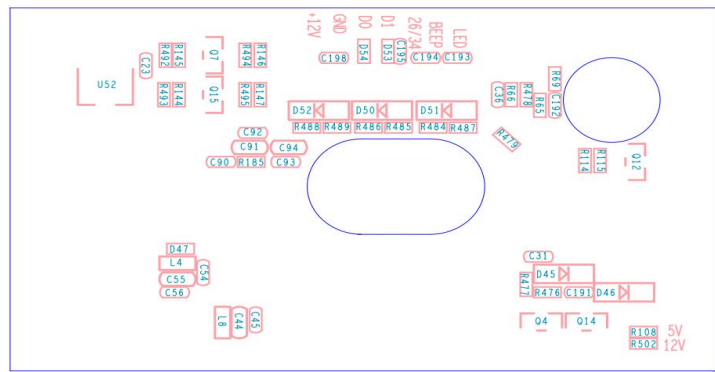 +12V GND D0 D1 26/34 BEEP LED
R492 R145 Q7 R494 R146 D54 D53 C195
C23 C198 C194 C193
U52 R69
R493 R144 Q15 R495 R147 C36 R66 R478 R65 C192
D52 D50 D51
R488 R489 R486 R485 R484 R487
C92 R479
C91 C94
C90 R185 C93 R114 R115 Q12
D47
L4 C54 C31
C55 R477 D45
C56 R476 C191 D46
L8 C44 C45 Q4 Q14
R108 5V
R502 12V